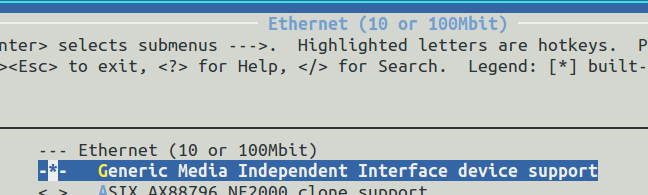 Ethernet (10 or 100Mbit)
nter> selects submenus --->. Highlighted letters are hotkeys. P
><Esc> to exit, <?> for Help, </> for Search. Legend: [*] built-
--- Ethernet (10 or 100Mbit)
-*- Generic Media Independent Interface device support
< > ASIX AX88796 NE2000 clone support